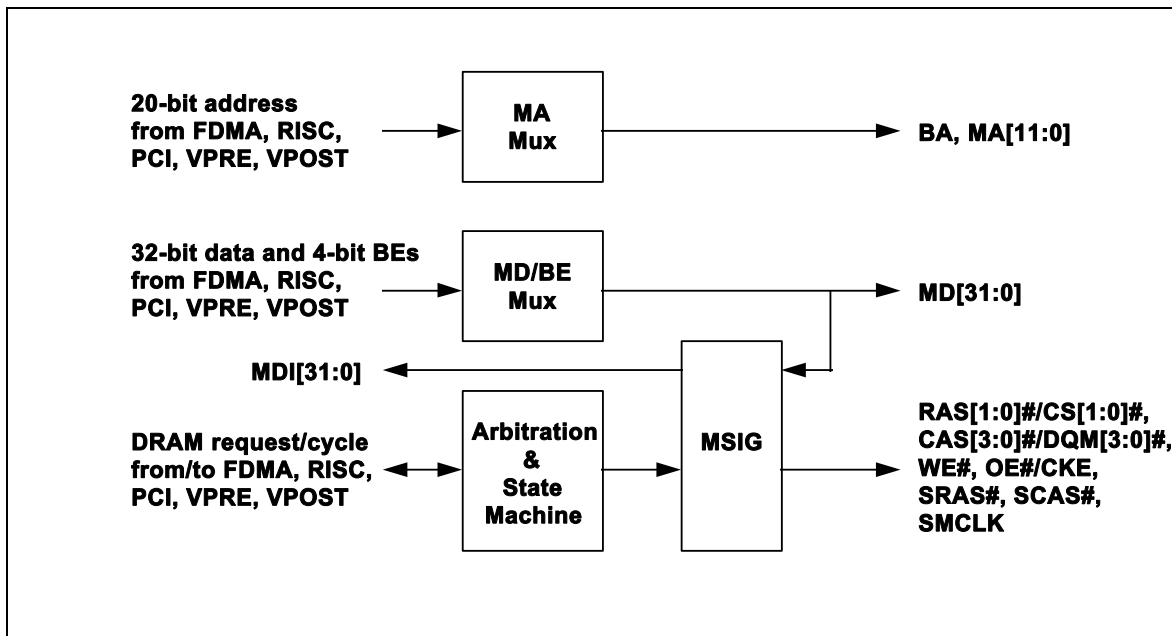 20-bit address
from FDMA, RISC,
PCI, VPRE, VPOST
MA
Mux
BA, MA[11:0]
32-bit data and 4-bit BEs
from FDMA, RISC,
PCI, VPRE, VPOST
MD/BE
Mux
MD[31:0]
MDI[31:0]
DRAM request/cycle
from/to FDMA, RISC,
PCI, VPRE, VPOST
Arbitration
&
State
Machine
MSIG
RAS[1:0]#/CS[1:0]#,
CAS[3:0]#/DQM[3:0]#,
WE#, OE#/CKE,
SRAS#, SCAS#,
SMCLK